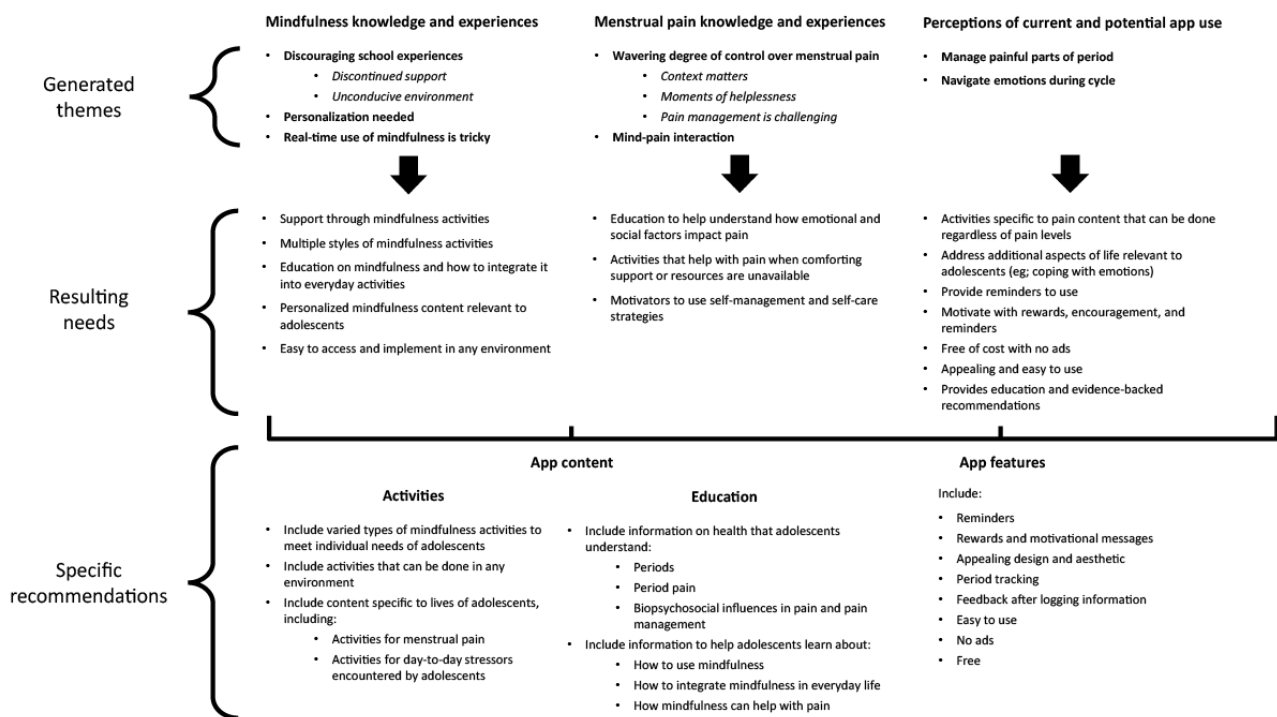 Mindfulness knowledge and experiences
Menstrual pain knowledge and experiences
Perceptions of current and potential app use
Generated
themes
• Discouraging school experiences
• Discontinued support
• Unconducive environment
• Personalization needed
• Real-time use of mindfulness is tricky
• Wavering degree of control over menstrual pain
• Context matters
• Moments of helplessness
• Pain management is challenging
• Mind-pain interaction
• Manage painful parts of period
• Navigate emotions during cycle
Resulting
needs
• Support through mindfulness activities
• Multiple styles of mindfulness activities
• Education on mindfulness and how to integrate it
into everyday activities
• Personalized mindfulness content relevant to
adolescents
• Easy to access and implement in any environment
• Education to help understand how emotional and
social factors impact pain
• Activities that help with pain when comforting
support or resources are unavailable
• Motivators to use self-management and self-care
strategies
• Activities specific to pain content that can be done
regardless of pain levels
• Address additional aspects of life relevant to
adolescents (eg; coping with emotions)
• Provide reminders to use
• Motivate with rewards, encouragement, and
reminders
• Free of cost with no ads
• Appealing and easy to use
• Provides education and evidence-backed
recommendations
Specific
recommendations
App content
Activities
• Include varied types of mindfulness activities to
meet individual needs of adolescents
• Include activities that can be done in any
environment
• Include content specific to lives of adolescents,
including:
• Activities for menstrual pain
• Activities for day-to-day stressors
encountered by adolescents
Education
• Include information on health that adolescents
understand:
• Periods
• Period pain
• Biopsychosocial influences in pain and pain
management
• Include information to help adolescents learn about:
• How to use mindfulness
• How to integrate mindfulness in everyday life
• How mindfulness can help with pain
App features
Include:
• Reminders
• Rewards and motivational messages
• Appealing design and aesthetic
• Period tracking
• Feedback after logging information
• Easy to use
• No ads
• Free